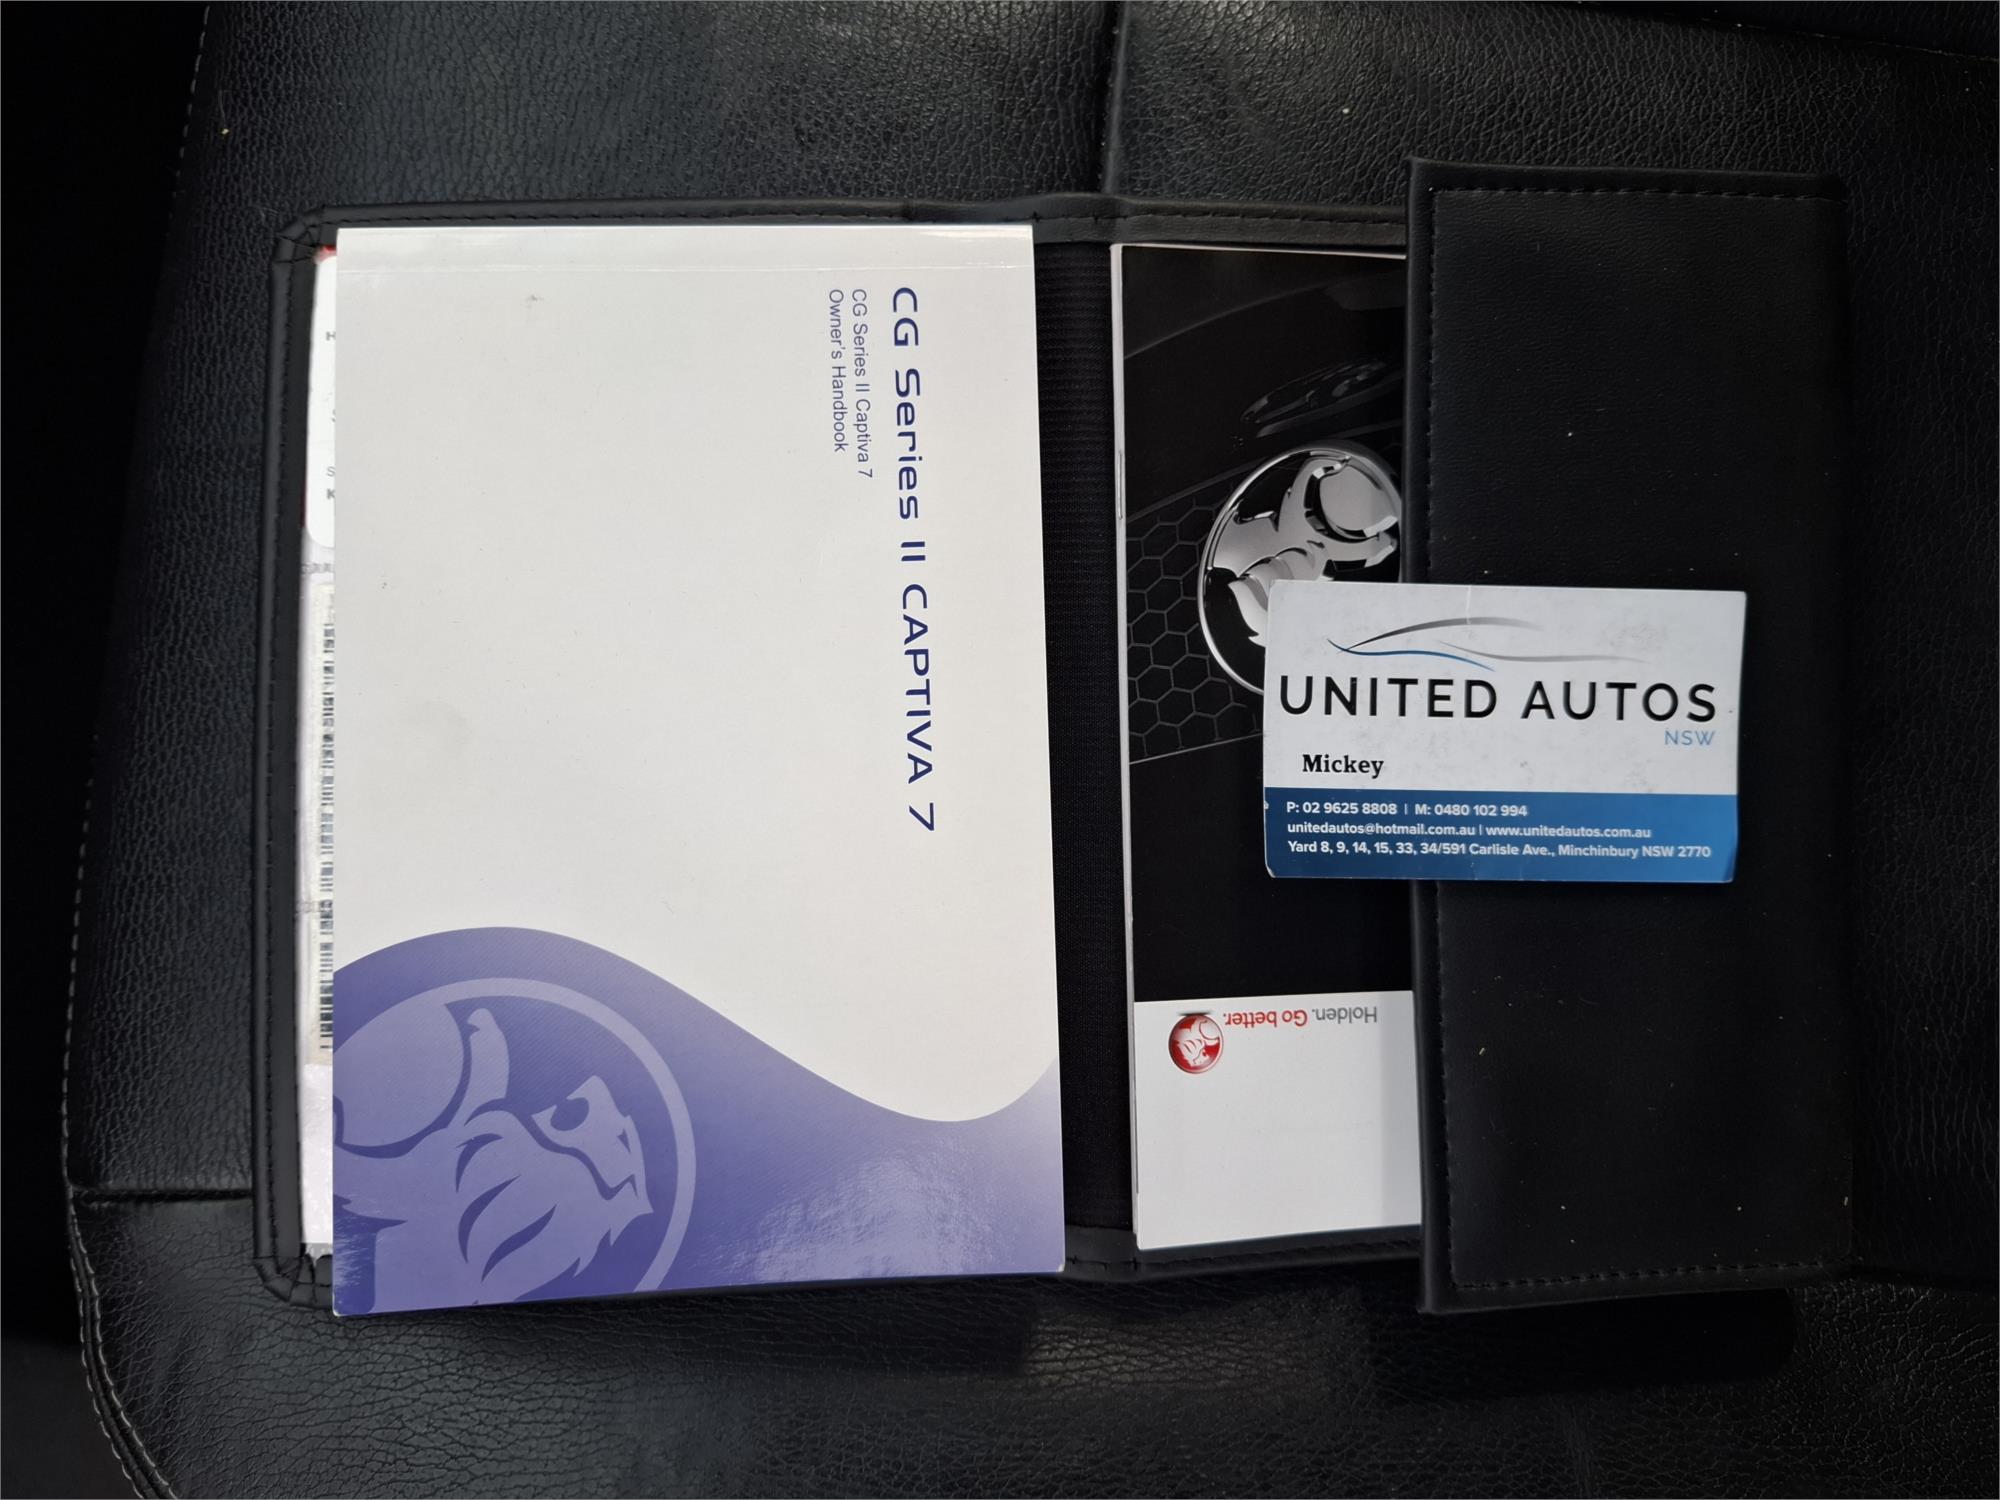 CG Series II CAPTIVA 7
CG Series II Captiva 7
Owner's Handbook
UNITED AUTOS
NSW
Mickey
P: 02 9625 8808 | M: 0480 102 994
unitedautos@hotmail.com.au | www.unitedautos.com.au
Yard 8, 9, 14, 15, 33, 34/591 Carlisle Ave., Minchinbury NSW 2770
Holden. Go better.